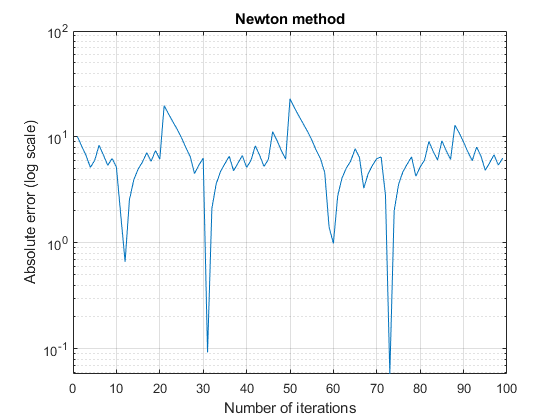 Newton method
10^2
10^1
10^0
10^-1
Absolute error (log scale)
0 10 20 30 40 50 60 70 80 90 100
Number of iterations